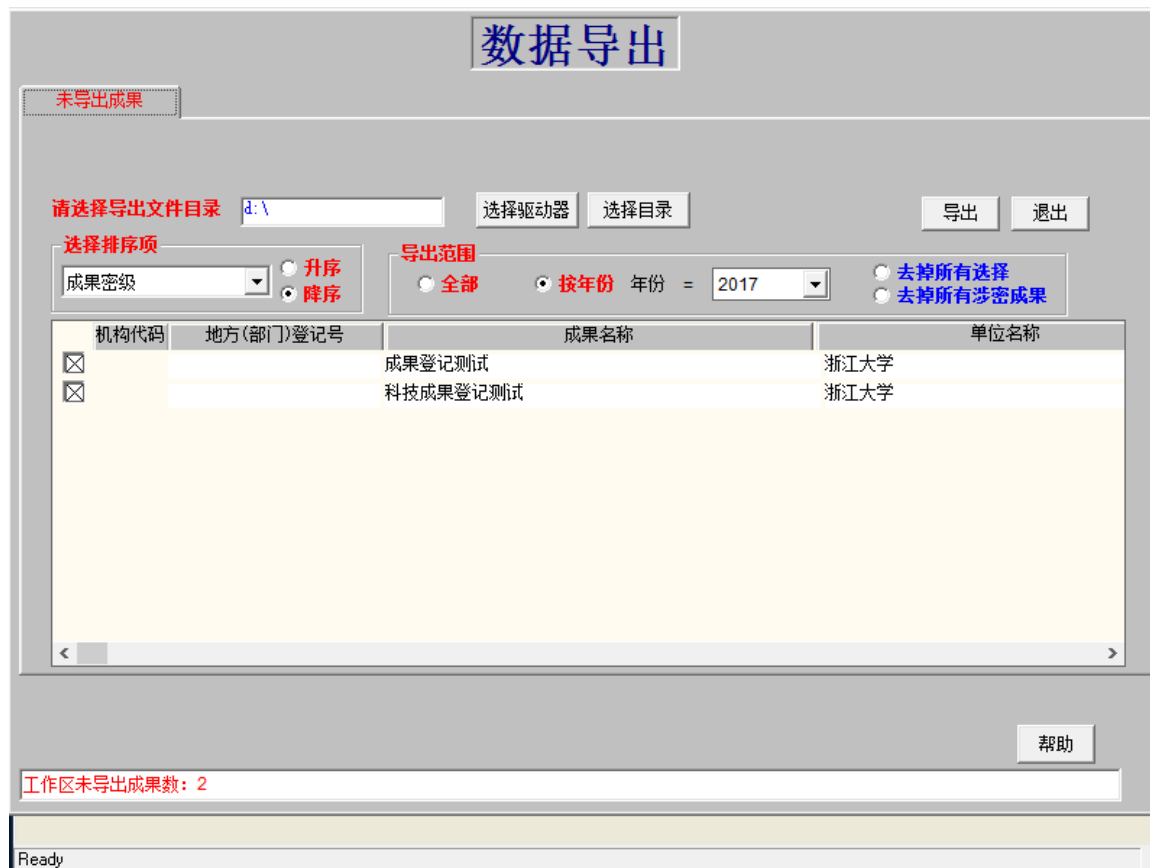 数据导出
未导出成果
请选择导出文件目录 d:\ 选择驱动器 选择目录 导出 退出
选择排序项 导出范围
成果密级 升序 降序 全部 按年份 年份 = 2017 去掉所有选择
去掉所有涉密成果
机构代码 地方(部门)登记号 成果名称 单位名称
成果登记测试 浙江大学
科技成果登记测试 浙江大学
帮助
工作区未导出成果数：2
Ready